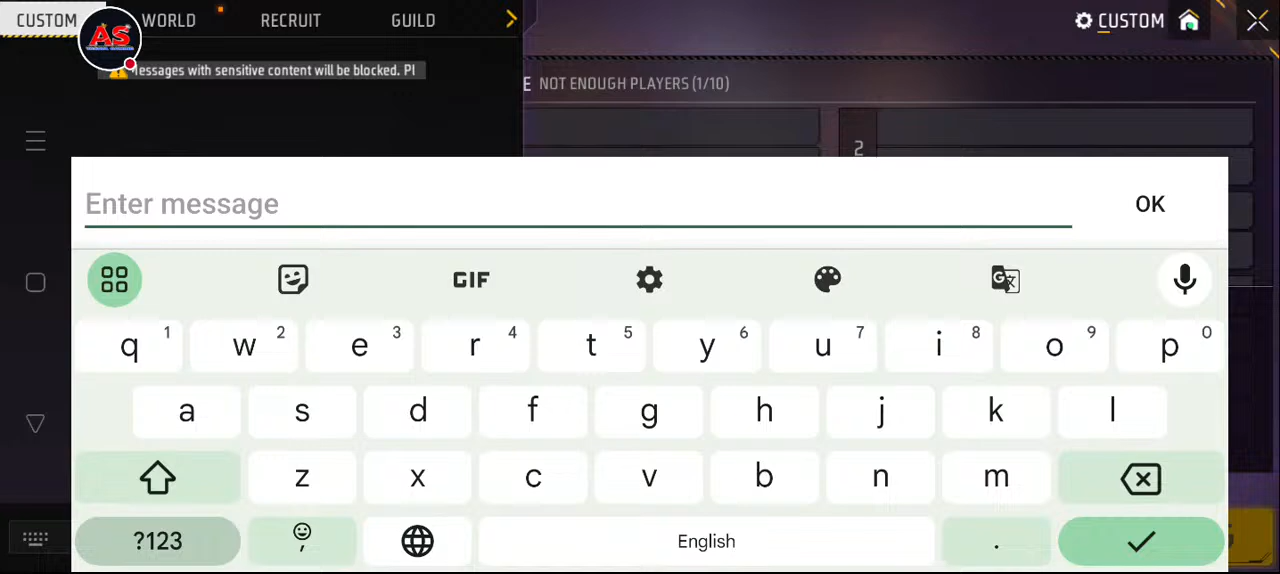 CUSTOM WORLD RECRUIT GUILD CUSTOM
AS
Messages with sensitive content will be blocked. Pl
E NOT ENOUGH PLAYERS (1/10)
2
Enter message OK
GIF G
q 1 w 2 e 3 r 4 t 5 y 6 u 7 i 8 o 9 p 0
a s d f g h j k l
z x c v b n m
?123 , English .